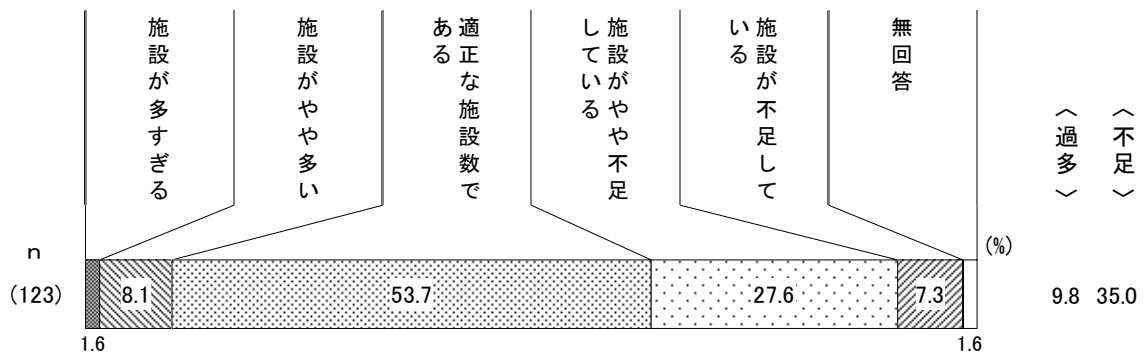 施設が多すぎる
施設がやや多い
適正な施設数で
ある
施設がやや不足
している
施設が不足して
いる
無回答
〈過多〉
〈不足〉
(%)
n
(123)
8.1
53.7
27.6
7.3
9.8
35.0
1.6
1.6